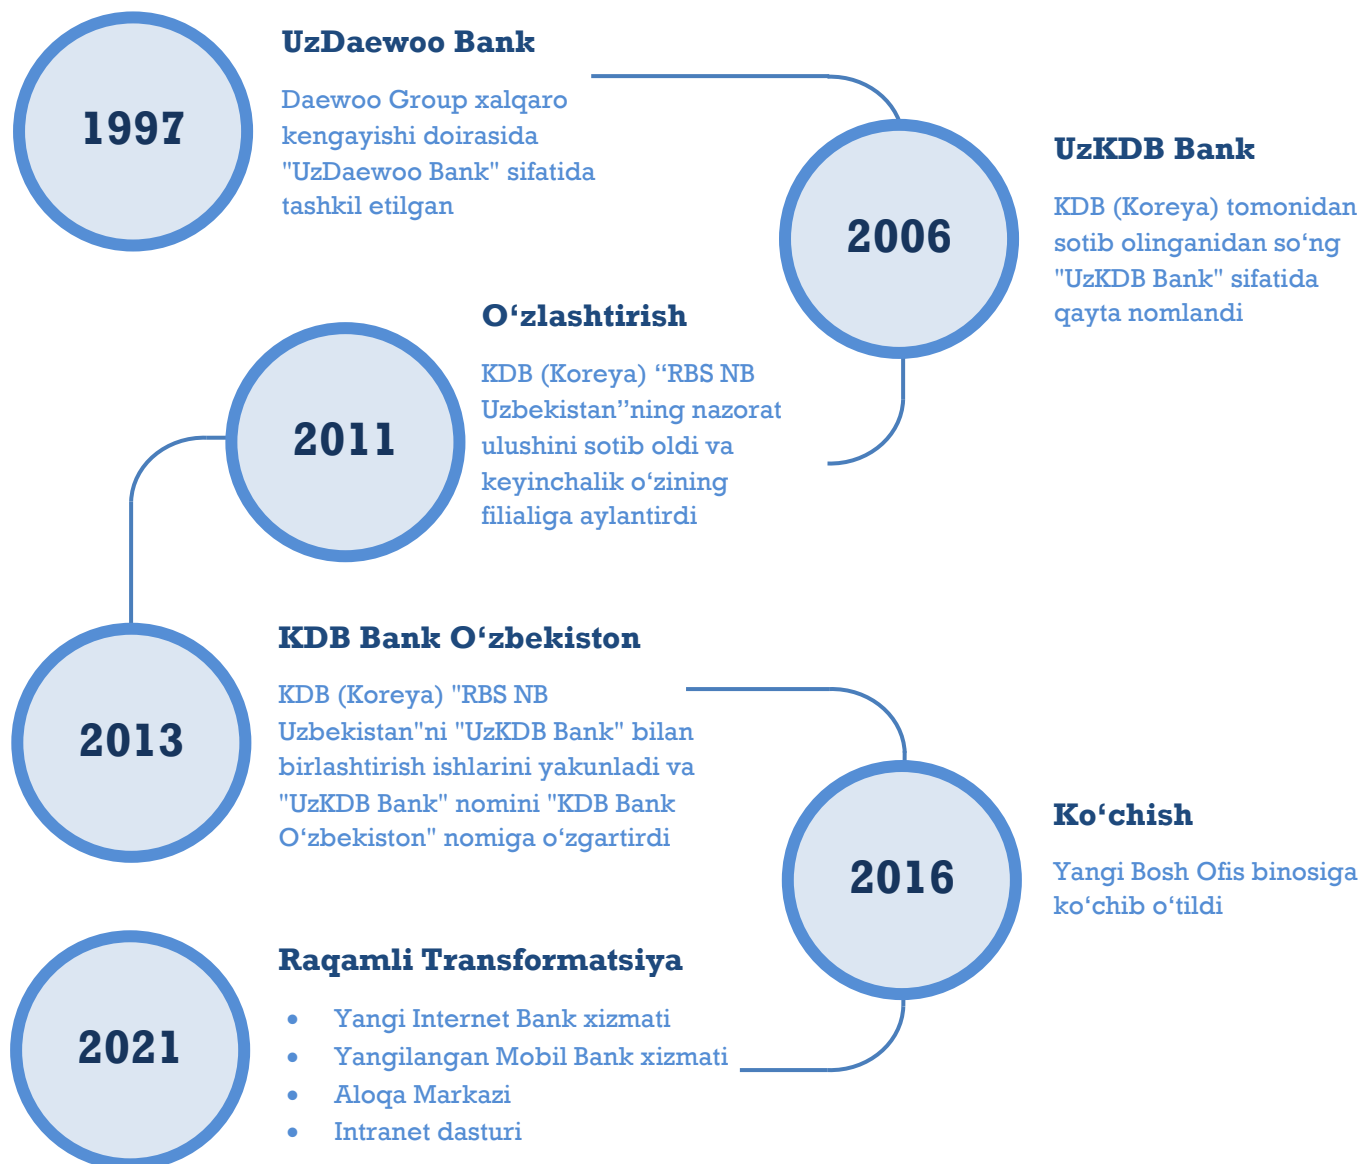 1997
UzDaewoo Bank
Daewoo Group xalqaro
kengayishi doirasida
"UzDaewoo Bank" sifatida
tashkil etilgan
2006
UzKDB Bank
KDB (Koreya) tomonidan
sotib olinganidan so‘ng
"UzKDB Bank" sifatida
qayta nomlandi
2011
O‘zlashtirish
KDB (Koreya) “RBS NB
Uzbekistan”ning nazorat
ulushini sotib oldi va
keyinchalik o‘zining
filialiga aylantirdi
2013
KDB Bank O‘zbekiston
KDB (Koreya) "RBS NB
Uzbekistan"ni "UzKDB Bank" bilan
birlashtirish ishlarini yakunladi va
"UzKDB Bank" nomini "KDB Bank
O‘zbekiston" nomiga o‘zgartirdi
2016
Ko‘chish
Yangi Bosh Ofis binosiga
ko‘chib o‘tildi
2021
Raqamli Transformatsiya
• Yangi Internet Bank xizmati
• Yangilangan Mobil Bank xizmati
• Aloqa Markazi
• Intranet dasturi